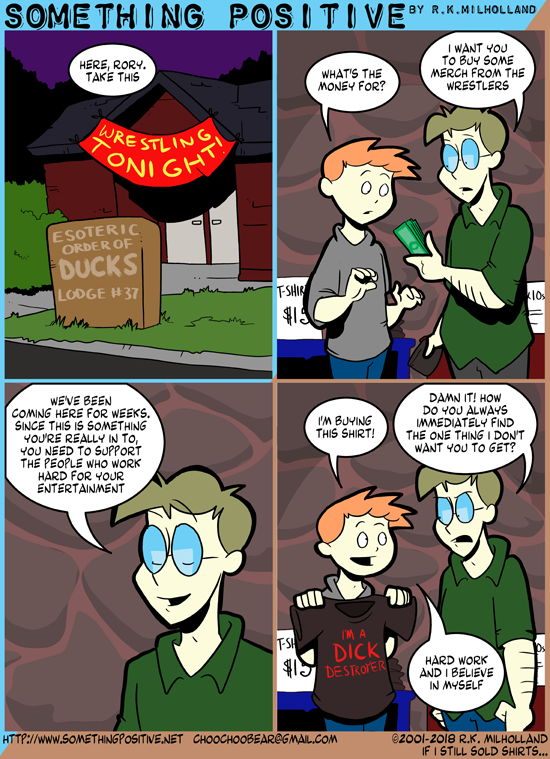 SOMETHING POSITIVE BY R.K.MILHOLLAND
HERE, RORY.
TAKE THIS
WRESTLING
TONIGHT!
ESOTERIC
ORDER OF
DUCKS
LODGE #37
WHAT'S THE
MONEY FOR?
I WANT YOU
TO BUY SOME
MERCH FROM THE
WRESTLERS
T-SHIR
$15
WE'VE BEEN
COMING HERE FOR WEEKS.
SINCE THIS IS SOMETHING
YOU'RE REALLY IN TO,
YOU NEED TO SUPPORT
THE PEOPLE WHO WORK
HARD FOR YOUR
ENTERTAINMENT
I'M BUYING
THIS SHIRT!
DAMN IT! HOW
DO YOU ALWAYS
IMMEDIATELY FIND
THE ONE THING I DON'T
WANT YOU TO GET?
I'M A
DICK
DESTROYER
T-SH
$15
HARD WORK
AND I BELIEVE
IN MYSELF
HTTP://WWW.SOMETHINGPOSITIVE.NET CHOOCHOOBEAR@GMAIL.COM
©2001-2018 R.K. MILHOLLAND
IF I STILL SOLD SHIRTS...